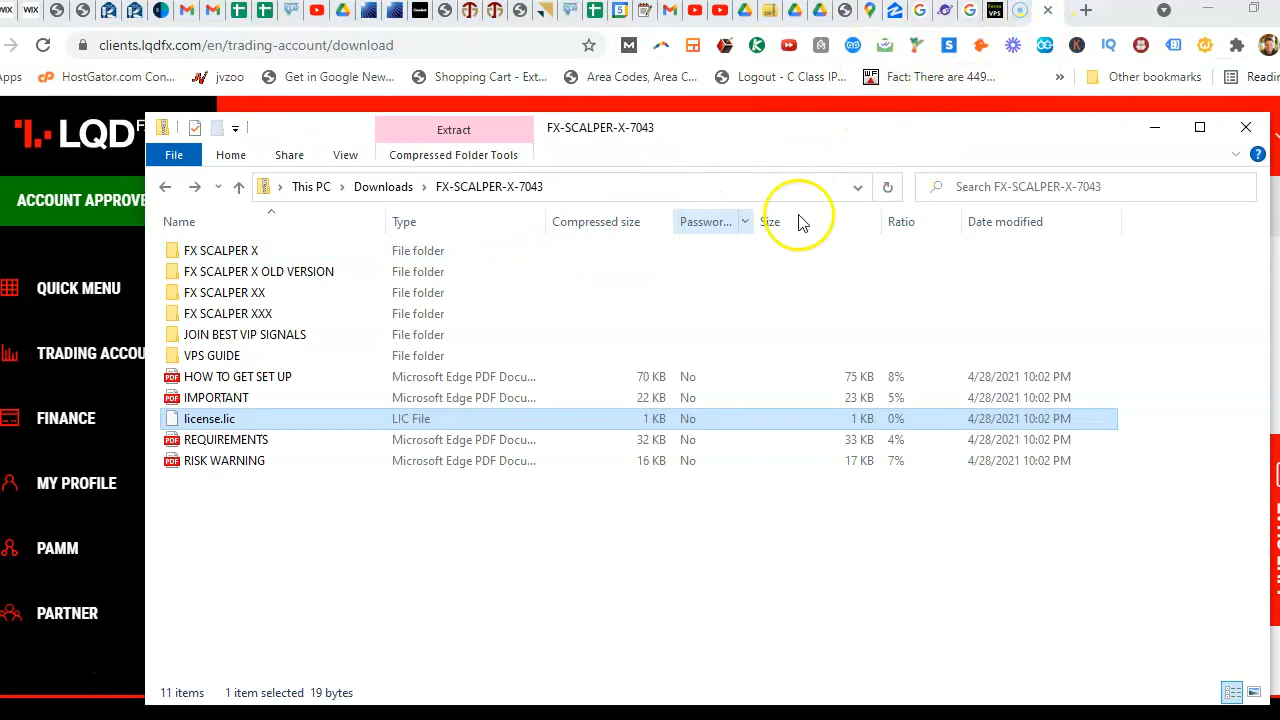 clients.lqdfx.com/en/trading-account/download
Apps HostGator.com Con... jvzoo Get in Google New... Shopping Cart - Ext... Area Codes, Area C... Logout - C Class IP... Fact: There are 449... » Other bookmarks Readin
LQDFX
Extract FX-SCALPER-X-7043
File Home Share View Compressed Folder Tools
This PC Downloads FX-SCALPER-X-7043 Search FX-SCALPER-X-7043
Name Type Compressed size Passwor... Size Ratio Date modified
FX SCALPER X File folder
FX SCALPER X OLD VERSION File folder
FX SCALPER XX File folder
FX SCALPER XXX File folder
JOIN BEST VIP SIGNALS File folder
VPS GUIDE File folder
HOW TO GET SET UP Microsoft Edge PDF Docu... 70 KB No 75 KB 8% 4/28/2021 10:02 PM
IMPORTANT Microsoft Edge PDF Docu... 22 KB No 23 KB 5% 4/28/2021 10:02 PM
license.lic LIC File 1 KB No 1 KB 0% 4/28/2021 10:02 PM
REQUIREMENTS Microsoft Edge PDF Docu... 32 KB No 33 KB 4% 4/28/2021 10:02 PM
RISK WARNING Microsoft Edge PDF Docu... 16 KB No 17 KB 7% 4/28/2021 10:02 PM
11 items 1 item selected 19 bytes
ACCOUNT APPROVE
QUICK MENU
TRADING ACCOU
FINANCE
MY PROFILE
PAMM
PARTNER